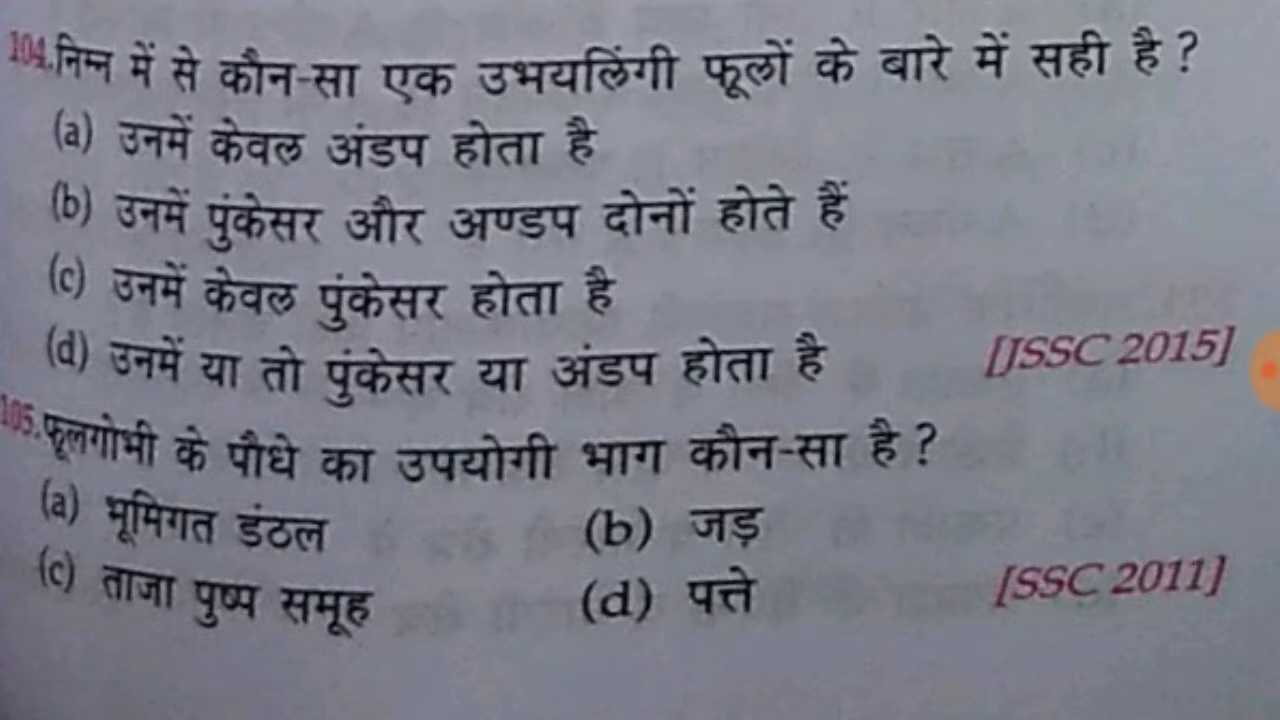 104.निम्न में से कौन-सा एक उभयलिंगी फूलों के बारे में सही है ?
(a) उनमें केवल अंडप होता है
(b) उनमें पुंकेसर और अण्डप दोनों होते हैं
(c) उनमें केवल पुंकेसर होता है
(d) उनमें या तो पुंकेसर या अंडप होता है [JSSC 2015]
105.फूलगोभी के पौधे का उपयोगी भाग कौन-सा है ?
(a) भूमिगत डंठल (b) जड़
(c) ताजा पुष्प समूह (d) पत्ते [SSC 2011]